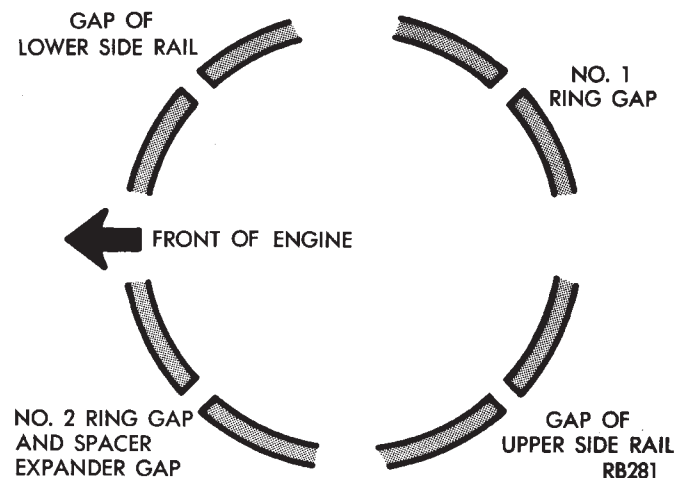 GAP OF
LOWER SIDE RAIL
NO. 1
RING GAP
FRONT OF ENGINE
NO. 2 RING GAP
AND SPACER
EXPANDER GAP
GAP OF
UPPER SIDE RAIL
RB281